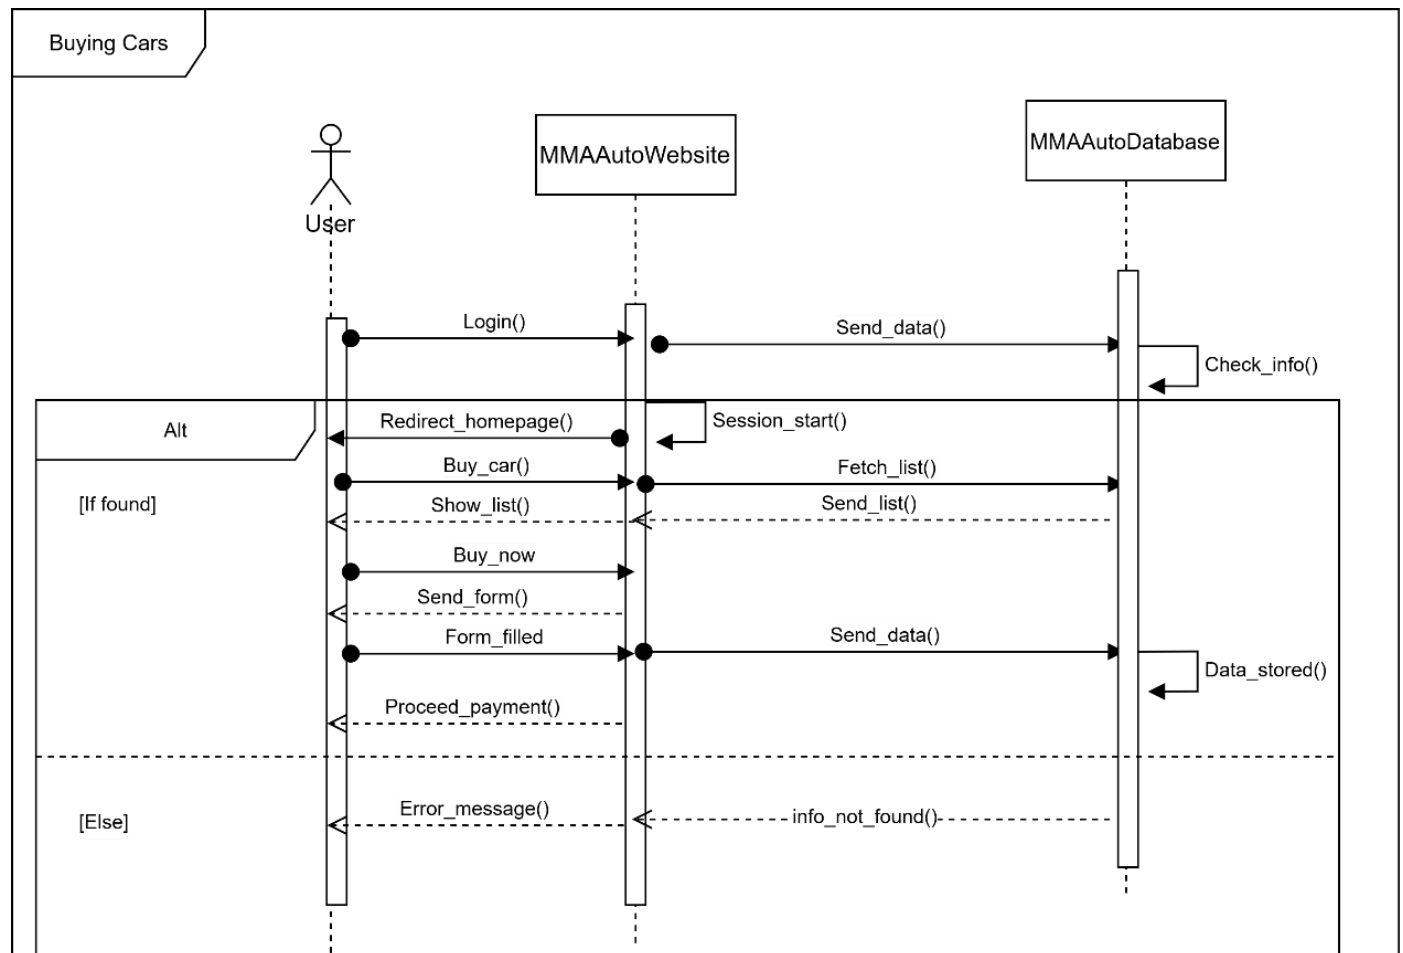 Buying Cars
User
MMAAutoWebsite
MMAAutoDatabase
Login()
Send_data()
Check_info()
Alt
Redirect_homepage()
Session_start()
[If found]
Buy_car()
Fetch_list()
Show_list()
Send_list()
Buy_now
Send_form()
Form_filled
Send_data()
Data_stored()
Proceed_payment()
[Else]
Error_message()
info_not_found()